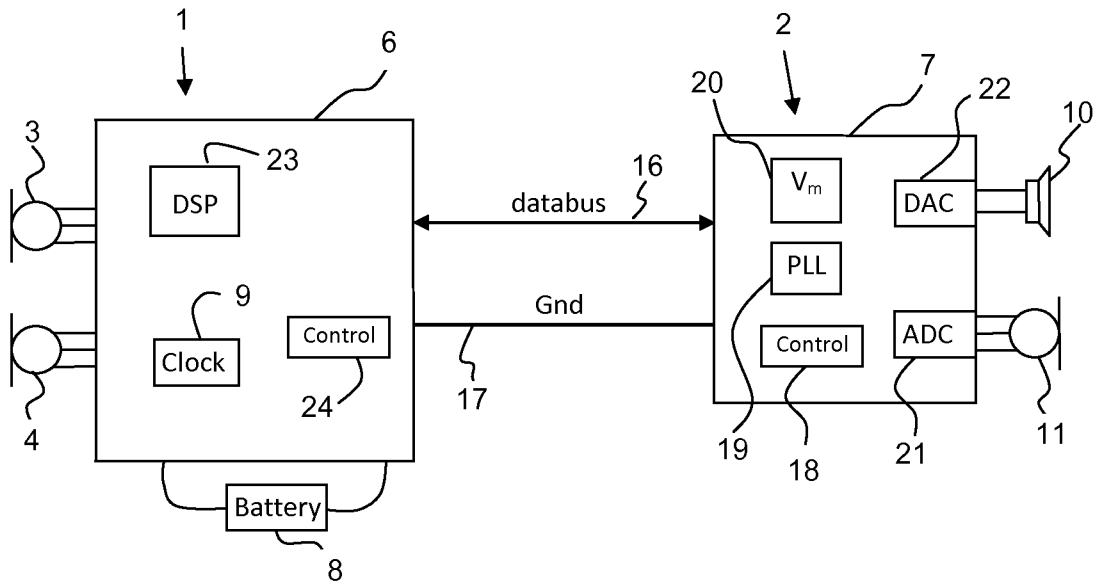 1
2
6
7
20
22
10
3
23
DSP
16
databus
Vm
DAC
PLL
9
Gnd
Control
Clock
ADC
Control
4
24
17
19
18
21
11
Battery
8